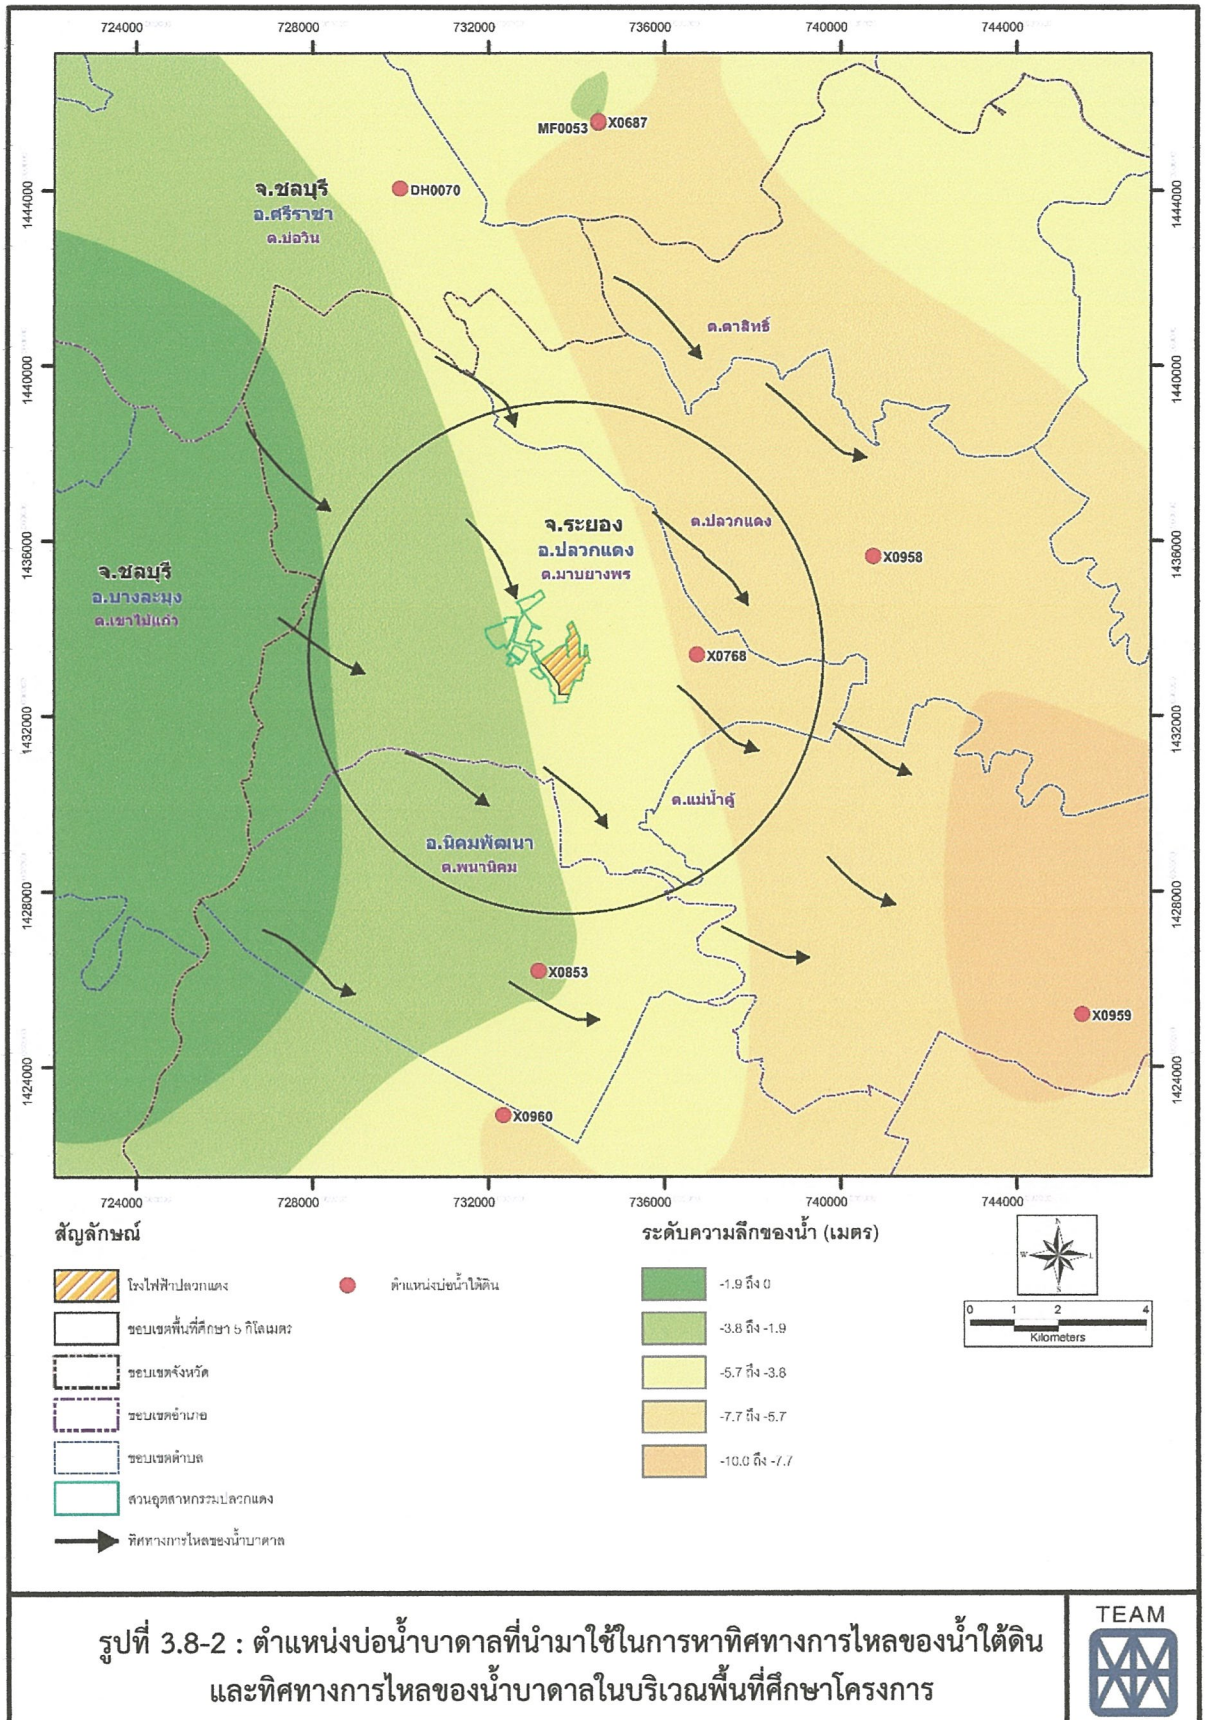 724000 728000 732000 736000 740000 744000
1444000
1440000
1436000
1432000
1428000
1424000
1444000
1440000
1436000
1432000
1428000
1424000
MF0053 X0687
DH0070
จ.ชลบุรี
อ.ศรีราชา
ต.บ่อวิน
ต.ตาสิทธิ์
จ.ระยอง
อ.ปลวกแดง
ต.มาบยางพร
ต.ปลวกแดง
X0958
จ.ชลบุรี
อ.บางละมุง
ต.เขาไม้แก้ว
X0768
ต.แม่น้ำคู้
อ.นิคมพัฒนา
ต.พนานิคม
X0853
X0959
X0960
724000 728000 732000 736000 740000 744000
สัญลักษณ์
โรงไฟฟ้าปลวกแดง
ตำแหน่งบ่อน้ำใต้ดิน
ขอบเขตพื้นที่ศึกษา 5 กิโลเมตร
ขอบเขตจังหวัด
ขอบเขตอำเภอ
ขอบเขตตำบล
สวนอุตสาหกรรมปลวกแดง
ทิศทางการไหลของน้ำบาดาล
ระดับความลึกของน้ำ (เมตร)
-1.9 ถึง 0
-3.8 ถึง -1.9
-5.7 ถึง -3.8
-7.7 ถึง -5.7
-10.0 ถึง -7.7
N
W E
S
0 1 2 4
Kilometers
รูปที่ 3.8-2 : ตำแหน่งบ่อน้ำบาดาลที่นำมาใช้ในการหาทิศทางการไหลของน้ำใต้ดิน
และทิศทางการไหลของน้ำบาดาลในบริเวณพื้นที่ศึกษาโครงการ
TEAM